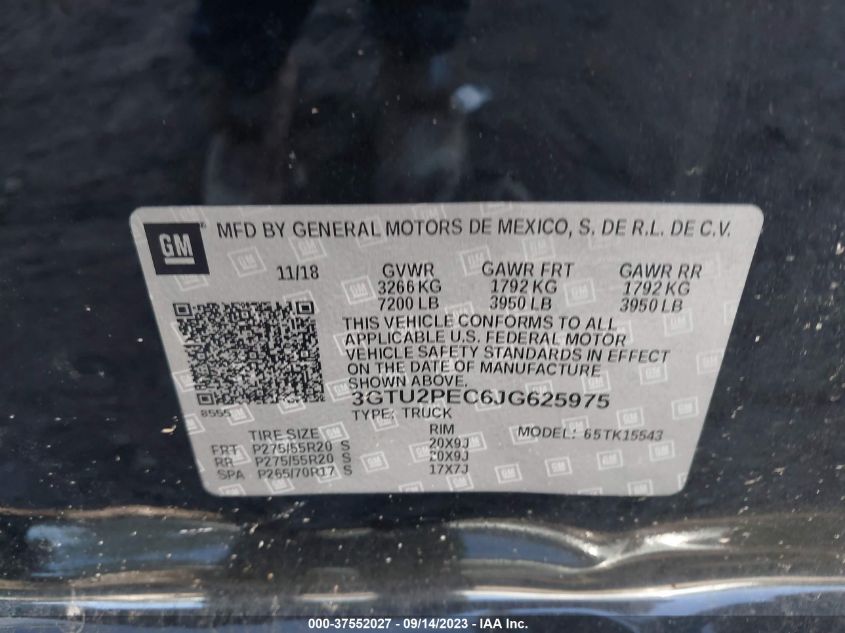 GM MFD BY GENERAL MOTORS DE MEXICO, S. DE R.L. DE C.V.
11/18 GVWR GAWR FRT GAWR RR
3266 KG 1792 KG 1792 KG
7200 LB 3950 LB 3950 LB
THIS VEHICLE CONFORMS TO ALL
APPLICABLE U.S. FEDERAL MOTOR
VEHICLE SAFETY STANDARDS IN EFFECT
ON THE DATE OF MANUFACTURE
SHOWN ABOVE.
8555 3GTU2PEC6JG625975
TYPE: TRUCK
TIRE SIZE RIM MODEL: 65TK15543
FRT P275/55R20 S 20X9J
RR P275/55R20 S 20X9J
SPA P265/70R17 S 17X7J
000-37552027 - 09/14/2023 - IAA, Inc.